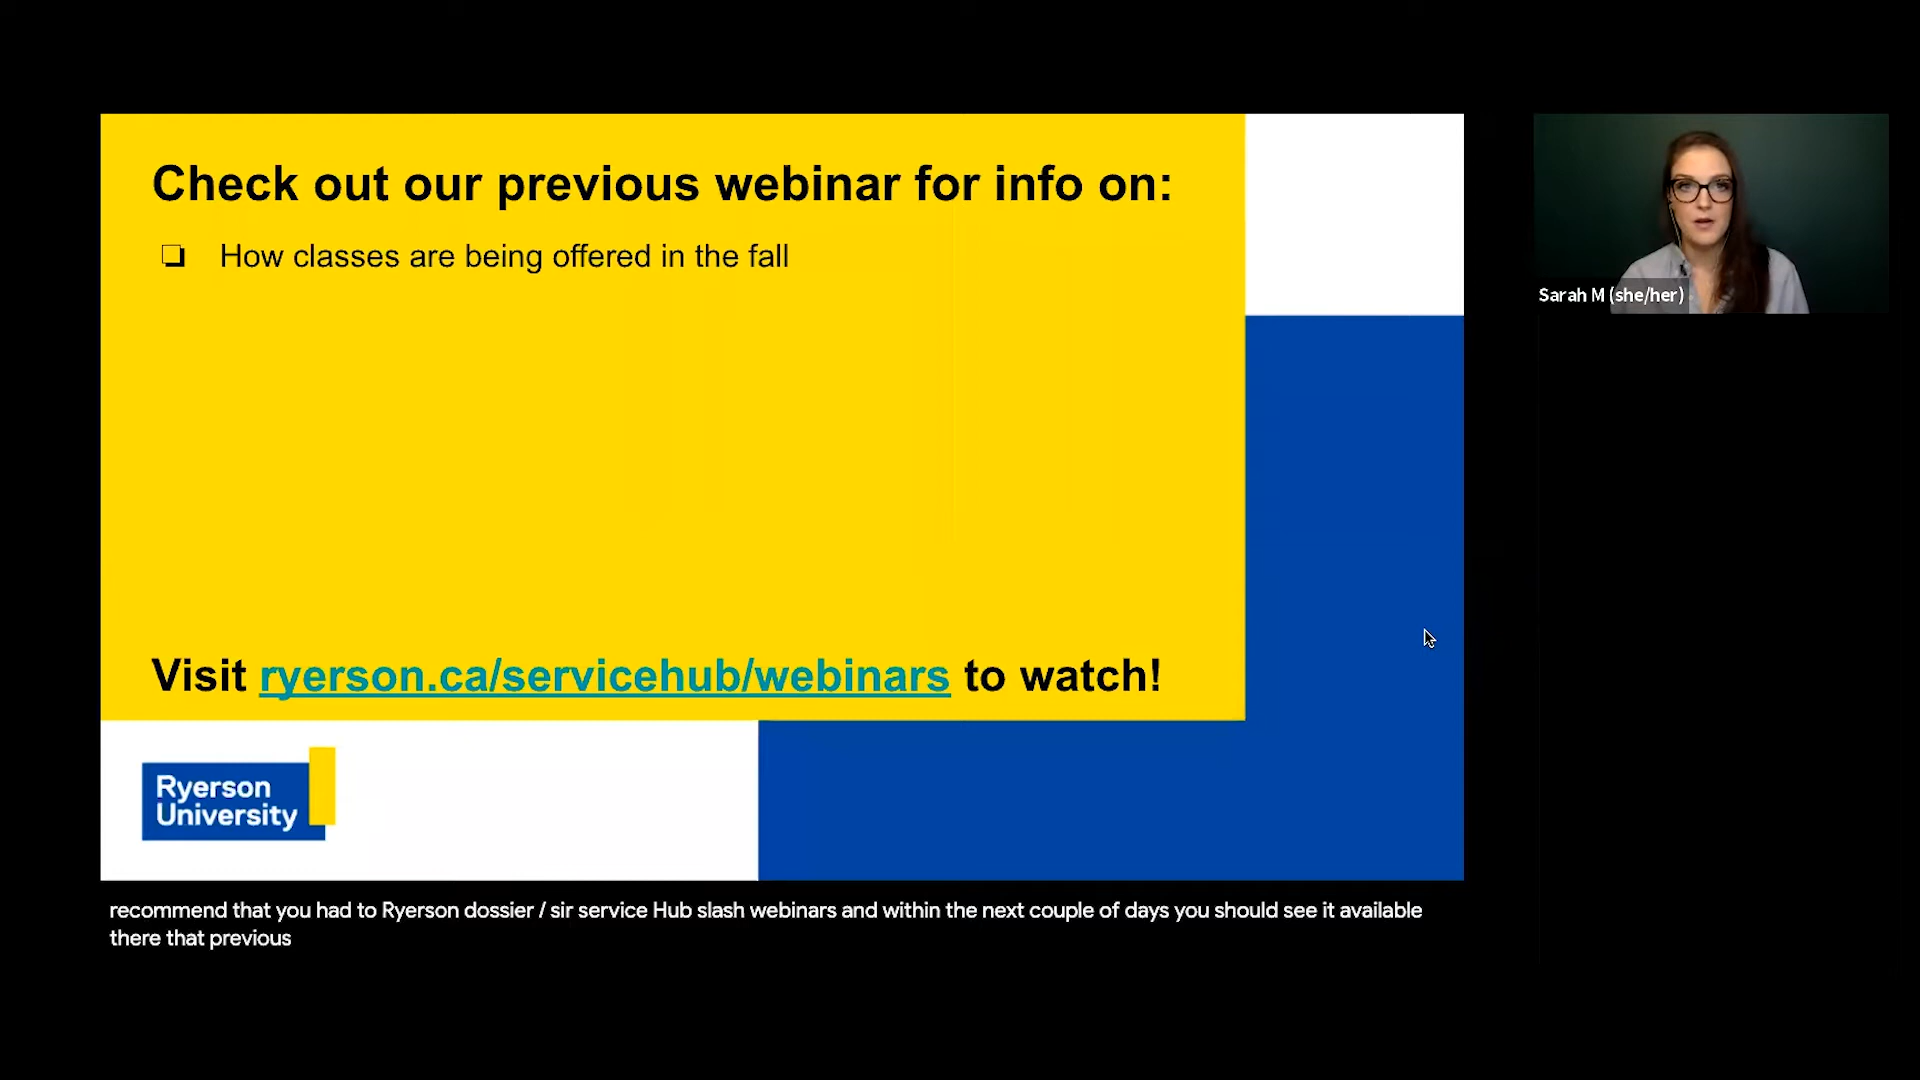 Check out our previous webinar for info on:
❏ How classes are being offered in the fall
Visit ryerson.ca/servicehub/webinars to watch!
Ryerson
University
Sarah M (she/her)
recommend that you had to Ryerson dossier / sir service Hub slash webinars and within the next couple of days you should see it available
there that previous